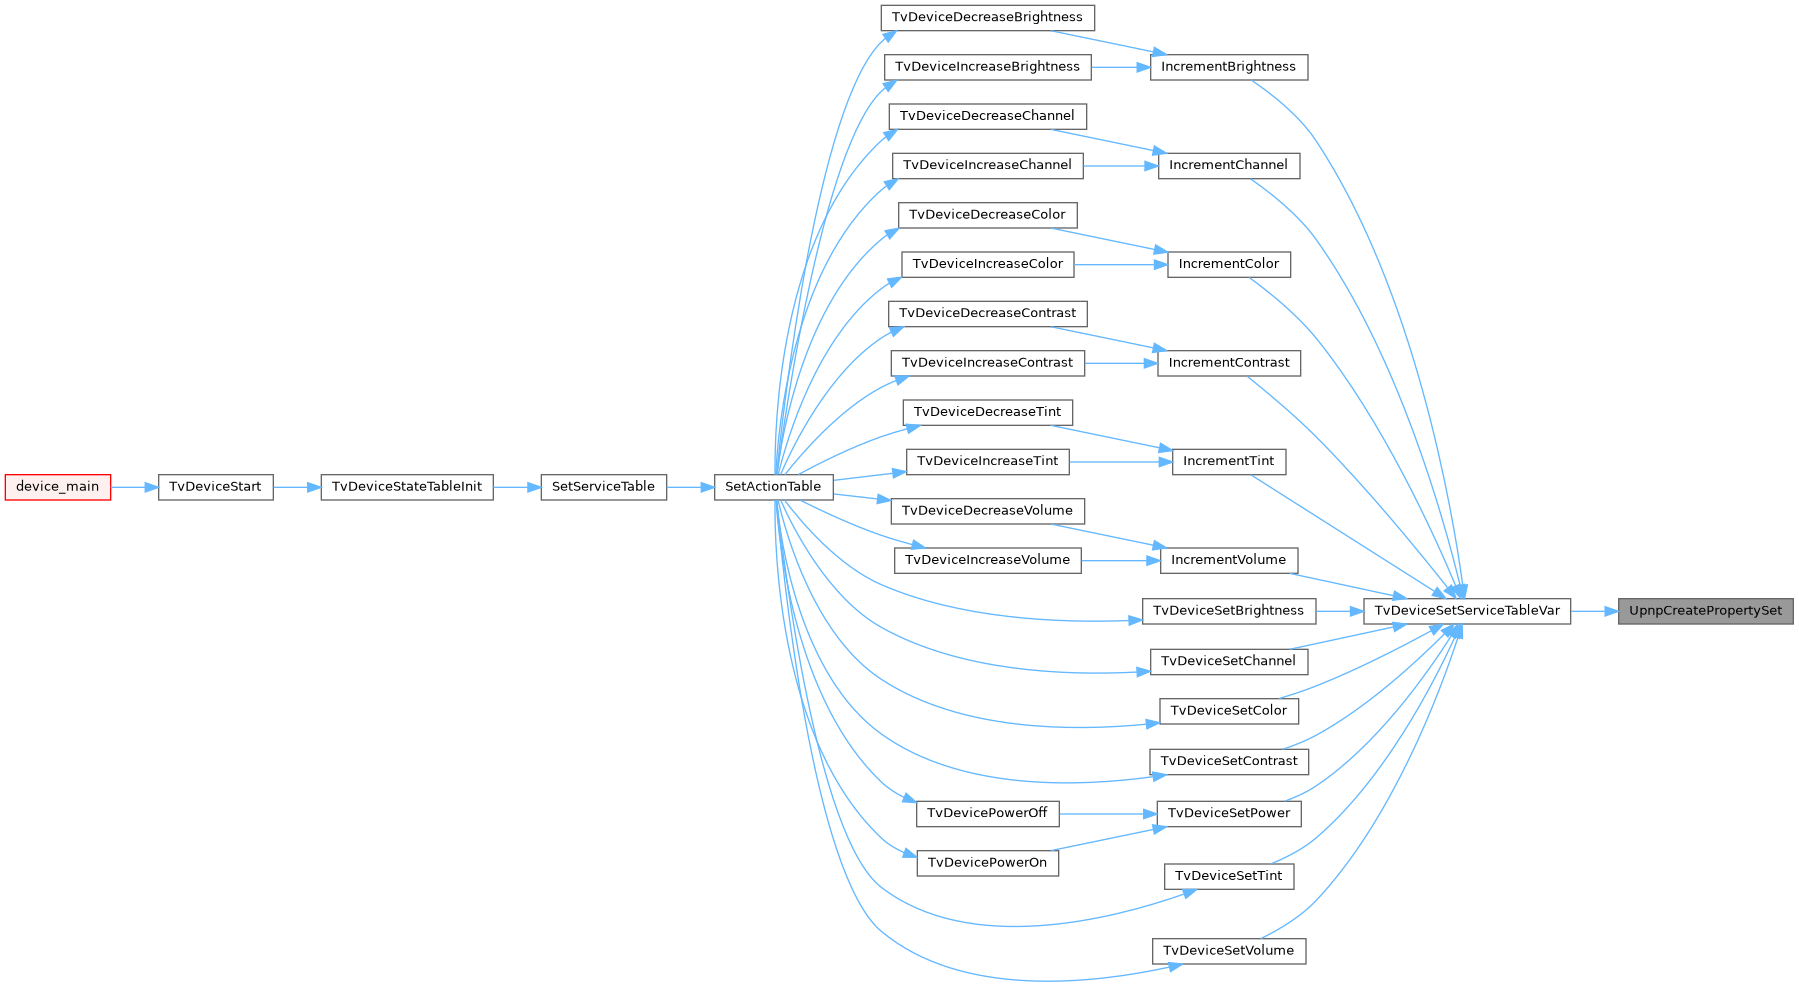 TvDeviceDecreaseBrightness
TvDeviceIncreaseBrightness
IncrementBrightness
TvDeviceDecreaseChannel
TvDeviceIncreaseChannel
IncrementChannel
TvDeviceDecreaseColor
TvDeviceIncreaseColor
IncrementColor
TvDeviceDecreaseContrast
TvDeviceIncreaseContrast
IncrementContrast
TvDeviceDecreaseTint
TvDeviceIncreaseTint
IncrementTint
device_main
TvDeviceStart
TvDeviceStateTableInit
SetServiceTable
SetActionTable
TvDeviceDecreaseVolume
TvDeviceIncreaseVolume
IncrementVolume
TvDeviceSetBrightness
TvDeviceSetServiceTableVar
UpnpCreatePropertySet
TvDeviceSetChannel
TvDeviceSetColor
TvDeviceSetContrast
TvDevicePowerOff
TvDeviceSetPower
TvDevicePowerOn
TvDeviceSetTint
TvDeviceSetVolume